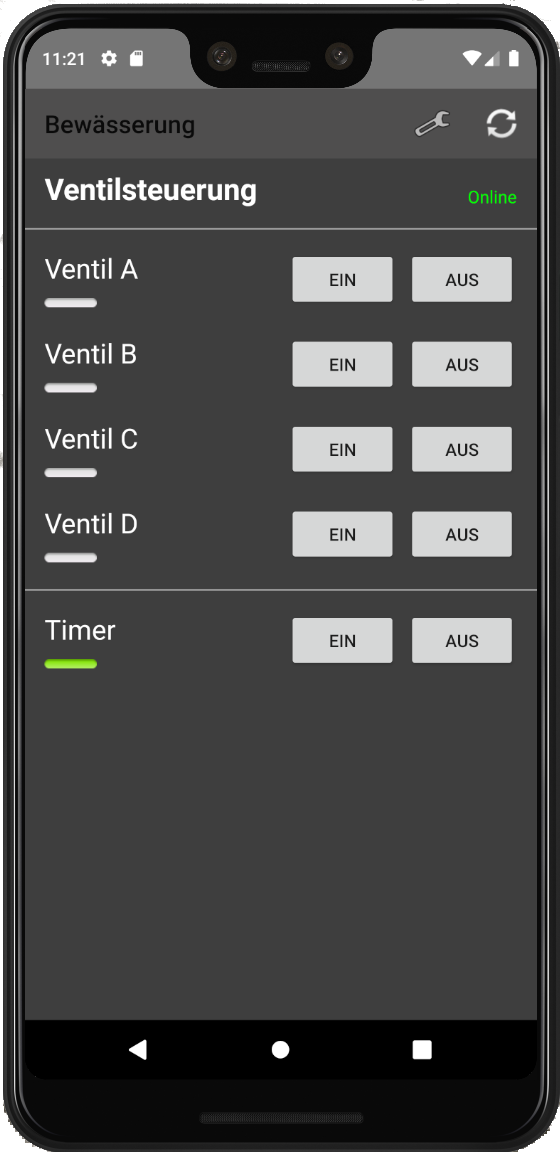 11:21
Bewässerung
Ventilsteuerung Online
Ventil A EIN AUS
Ventil B EIN AUS
Ventil C EIN AUS
Ventil D EIN AUS
Timer EIN AUS